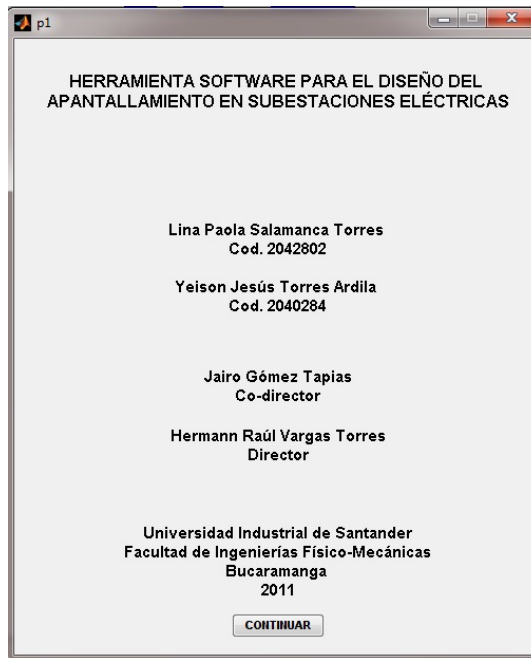 p1
HERRAMIENTA SOFTWARE PARA EL DISEÑO DEL
APANTALLAMIENTO EN SUBESTACIONES ELÉCTRICAS
Lina Paola Salamanca Torres
Cod. 2042802
Yeison Jesús Torres Ardila
Cod. 2040284
Jairo Gómez Tapias
Co-director
Hermann Raúl Vargas Torres
Director
Universidad Industrial de Santander
Facultad de Ingenierías Físico-Mecánicas
Bucaramanga
2011
CONTINUAR